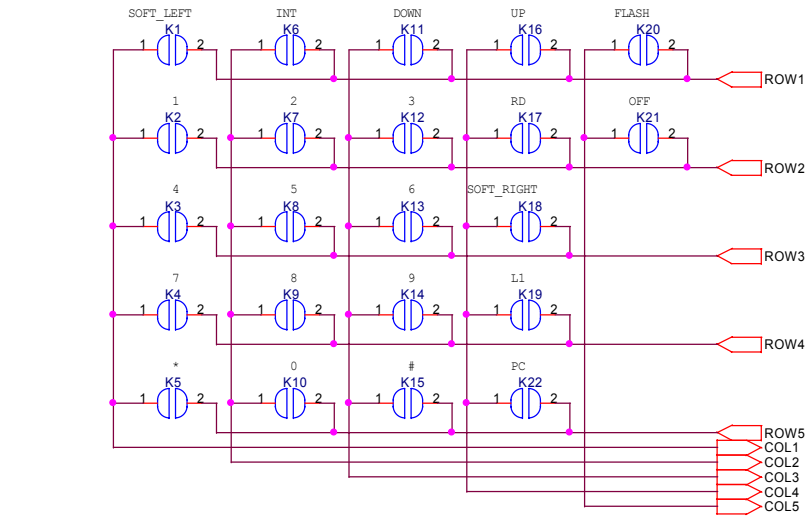 SOFT_LEFT INT DOWN UP FLASH
K1 K6 K11 K16 K20
1 2 1 2 1 2 1 2 1 2
ROW1
1 2 3 RD OFF
K2 K7 K12 K17 K21
1 2 1 2 1 2 1 2 1 2
ROW2
4 5 6 SOFT_RIGHT
K3 K8 K13 K18
1 2 1 2 1 2 1 2
ROW3
7 8 9 L1
K4 K9 K14 K19
1 2 1 2 1 2 1 2
ROW4
* 0 # PC
K5 K10 K15 K22
1 2 1 2 1 2 1 2
ROW5
COL1
COL2
COL3
COL4
COL5